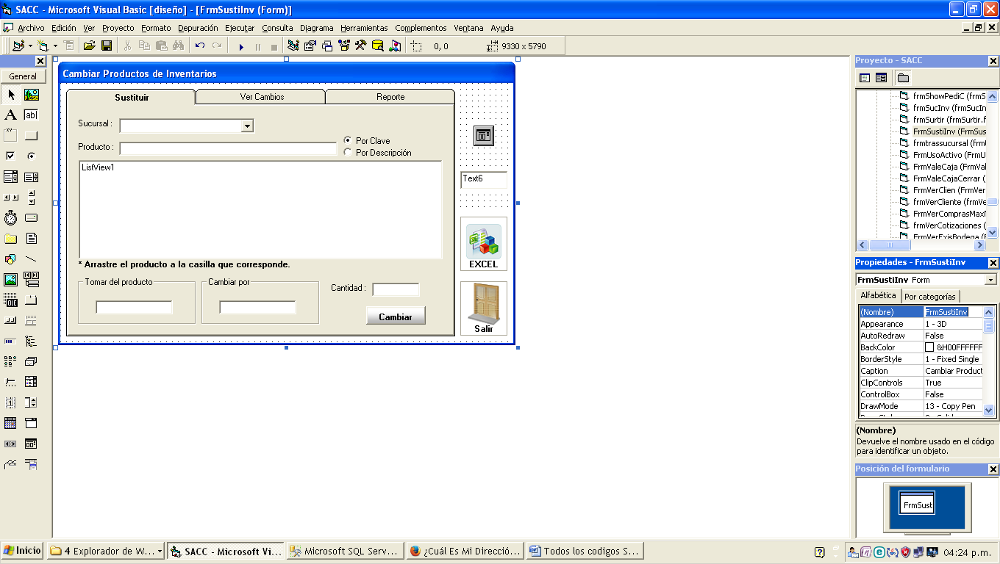 SACC - Microsoft Visual Basic [diseño] - [FrmSustiInv (Form)]
Archivo Edición Ver Proyecto Formato Depuración Ejecutar Consulta Diagrama Herramientas Complementos Ventana Ayuda
0, 0
9330 x 5790
General
A
ab|
xy
OLE
Cambiar Productos de Inventarios
Sustituir
Ver Cambios
Reporte
Sucursal :
Producto :
Por Clave
Por Descripción
ListView1
* Arrastre el producto a la casilla que corresponde.
Tomar del producto
Cambiar por
Cantidad :
Cambiar
Text6
EXCEL
Salir
Proyecto - SACC
frmShowPediC (frmS
frmSucInv (frmSucIn
frmSurtir (frmSurtir.f
FrmSustiInv (FrmSus
frmtrassucursal (frmt
FrmUsoActivo (FrmU
FrmValeCaja (FrmVal
FrmValeCajaCerrar (
FrmVerClien (FrmVer
frmVerCliente (frmVe
FrmVerComprasMaxM
frmVerCotizaciones (
FrmVerExisBodega (
Propiedades - FrmSustiInv
FrmSustiInv Form
Alfabética
Por categorías
(Nombre) FrmSustiInv
Appearance 1 - 3D
AutoRedraw False
BackColor &H00FFFFFF
BorderStyle 1 - Fixed Single
Caption Cambiar Product
ClipControls True
ControlBox False
DrawMode 13 - Copy Pen
(Nombre)
Devuelve el nombre usado en el código
para identificar un objeto.
Posición del formulario
FrmSust
Inicio
4 Explorador de W...
SACC - Microsoft Vi...
Microsoft SQL Serv...
¿Cuál Es Mi Direcció...
Todos los codigos S...
04:24 p.m.